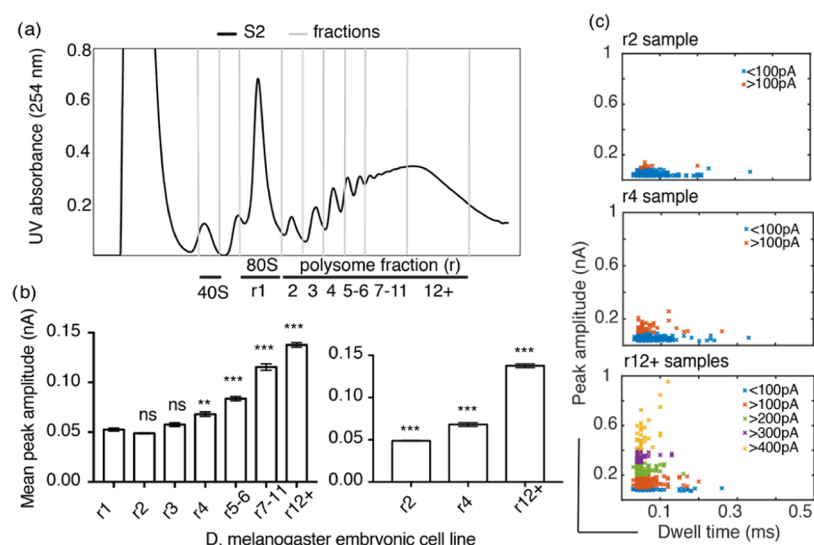 (a)
S2 fractions
UV absorbance (254 nm)
0.8
0.6
0.4
0.2
80S polysome fraction (r)
40S r1 2 3 4 5-6 7-11 12+
(b)
Mean peak amplitude (nA)
0.15
0.10
0.05
0.00
ns ns ** *** *** ***
r1 r2 r3 r4 r5-6 r7-11 r12+
0.15
0.10
0.05
0.00
*** *** ***
r2 r4 r12+
D. melanogaster embryonic cell line
(c)
r2 sample
1
0.6
0.2
<100pA
>100pA
r4 sample
1
0.6
0.2
<100pA
>100pA
r12+ samples
1
0.6
0.2
<100pA
>100pA
>200pA
>300pA
>400pA
Peak amplitude (nA)
0.1 0.3 0.5
Dwell time (ms)